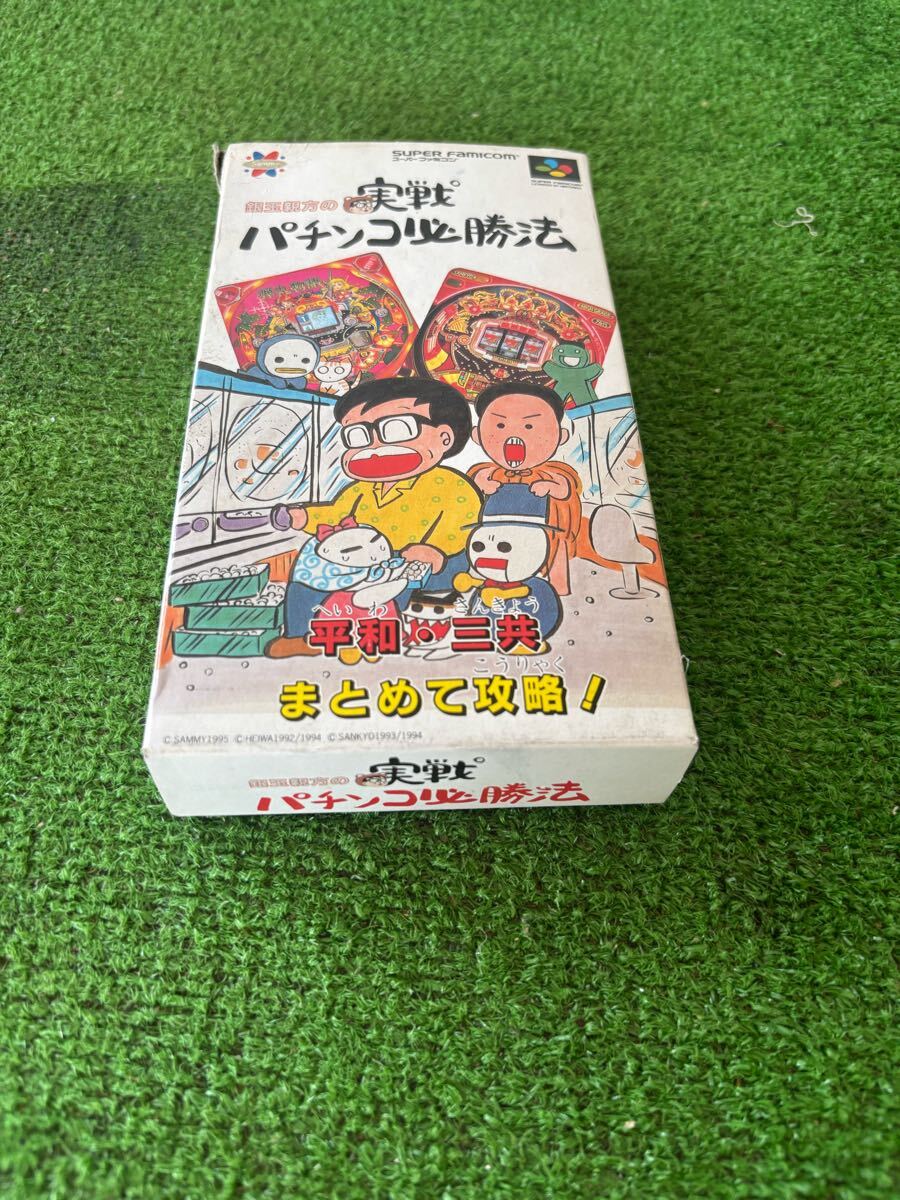 SAMMY
SUPER FAMICOM
スーパーファミコン
SUPER FAMICOM
銀玉親方の
実戦
パチンコ必勝法
へいわ さんきょう
平和・三共
こうりゃく
まとめて攻略!
© SAMMY1995 © HEIWA1992/1994 © SANKYO1993/1994
銀玉親方の
実戦
パチンコ必勝法